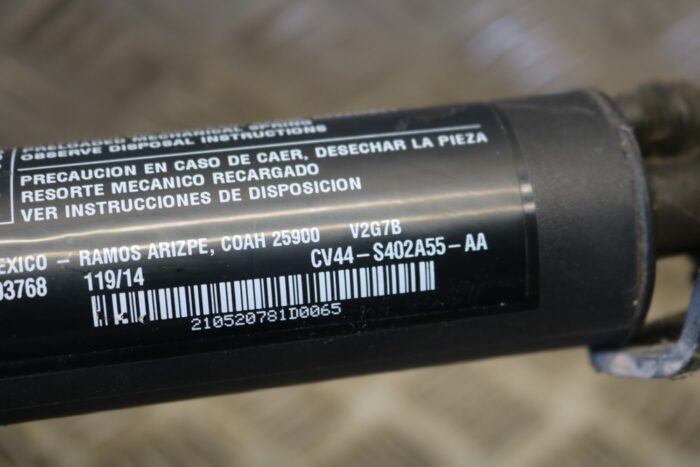 PRELOADED MECHANICAL SPRING
OBSERVE DISPOSAL INSTRUCTIONS
PRECAUCION EN CASO DE CAER, DESECHAR LA PIEZA
RESORTE MECANICO RECARGADO
VER INSTRUCCIONES DE DISPOSICION
EXICO – RAMOS ARIZPE, COAH 25900 V2G7B
03768 119/14 CV44-S402A55-AA
210520781D0065